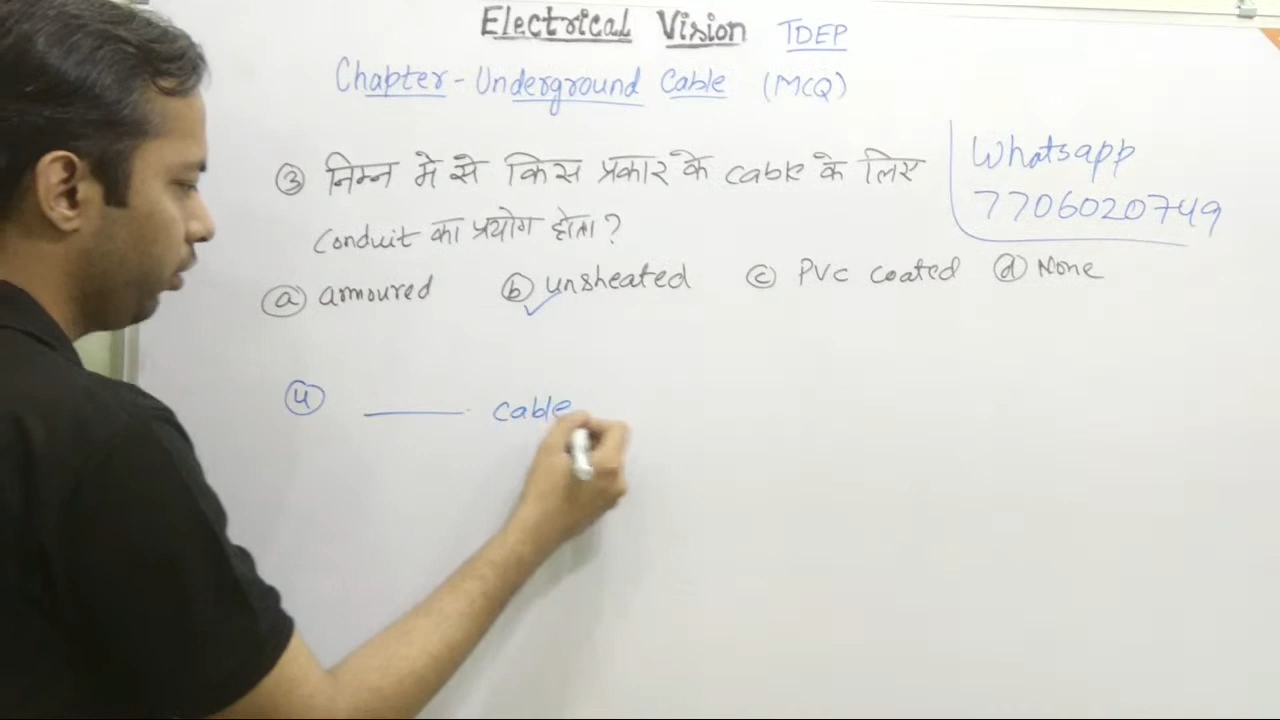 Electrical Vision TDEP
Chapter - Underground Cable (MCQ)
③ निम्न मे से किस प्रकार के cable के लिए
Conduit का प्रयोग होता?
ⓐ armoured ⓑ unsheated ⓒ PVC coated ⓓ None
Whatsapp
7706020749
④ _____ cable